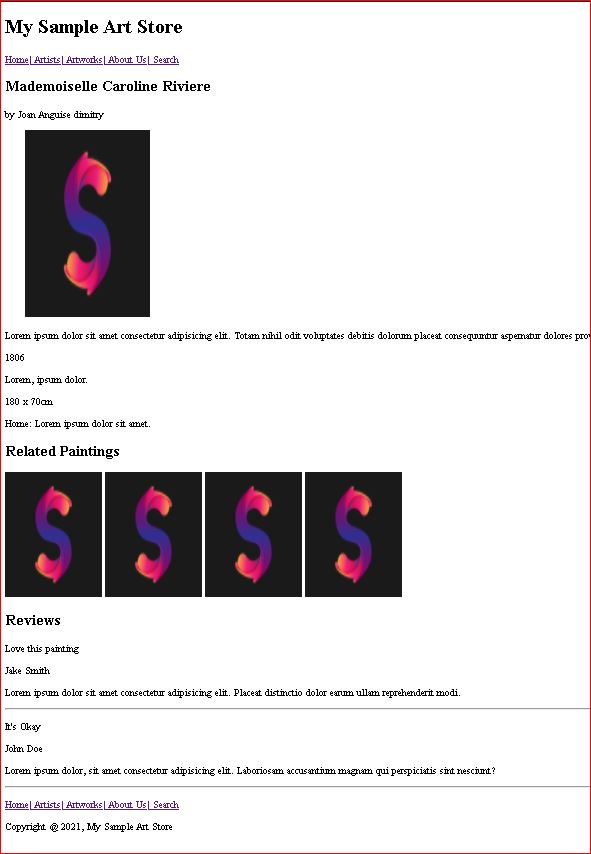 My Sample Art Store
Home| Artists| Artworks| About Us| Search
Mademoiselle Caroline Riviere
by Joan Anguise dimitry
S
Lorem ipsum dolor sit amet consectetur adipisicing elit. Totam nihil odit voluptates debitis dolorum placeat consequuntur aspernatur dolores
1806
Lorem, ipsum dolor.
180 x 70cm
Home: Lorem ipsum dolor sit amet.
Related Paintings
S S S S
Reviews
Love this painting
Jake Smith
Lorem ipsum dolor sit amet consectetur adipisicing elit. Placeat distinctio dolor earum ullam reprehenderit modi.
It's Okay
John Doe
Lorem ipsum dolor, sit amet consectetur adipisicing elit. Laboriosam accusantium magnam qui perspiciatis sint nesciunt?
Home| Artists| Artworks| About Us| Search
Copyright @ 2021, My Sample Art Store